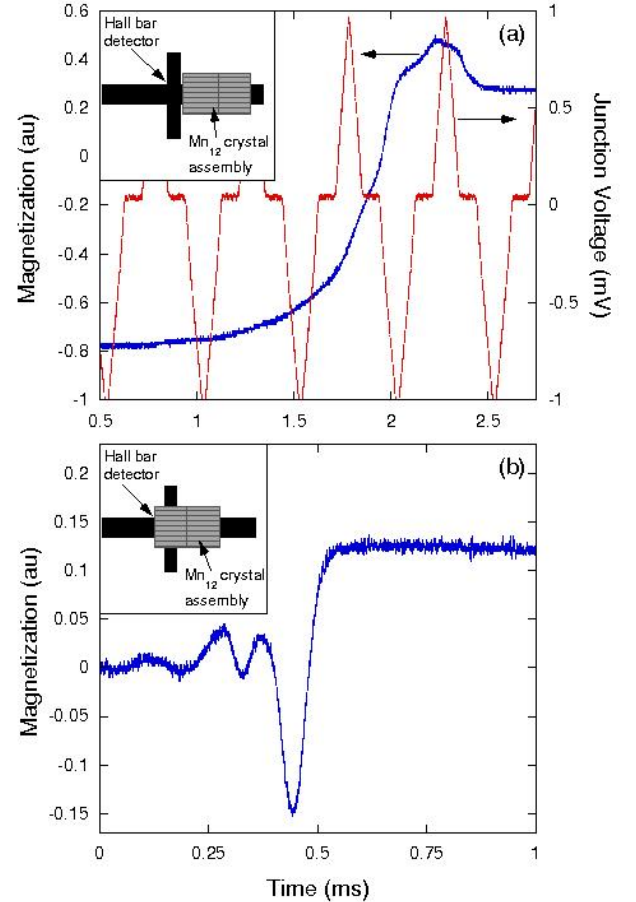 0.6
0.4
0.2
0
-0.2
-0.4
-0.6
-0.8
-1
Magnetization (au)
Hall bar
detector
Mn12 crystal
assembly
(a)
1
0.5
0
-0.5
-1
Junction Voltage (mV)
0.5
1
1.5
2
2.5
0.2
0.15
0.1
0.05
0
-0.05
-0.1
-0.15
Magnetization (au)
Hall bar
detector
Mn12 crystal
assembly
(b)
0
0.25
0.5
0.75
1
Time (ms)